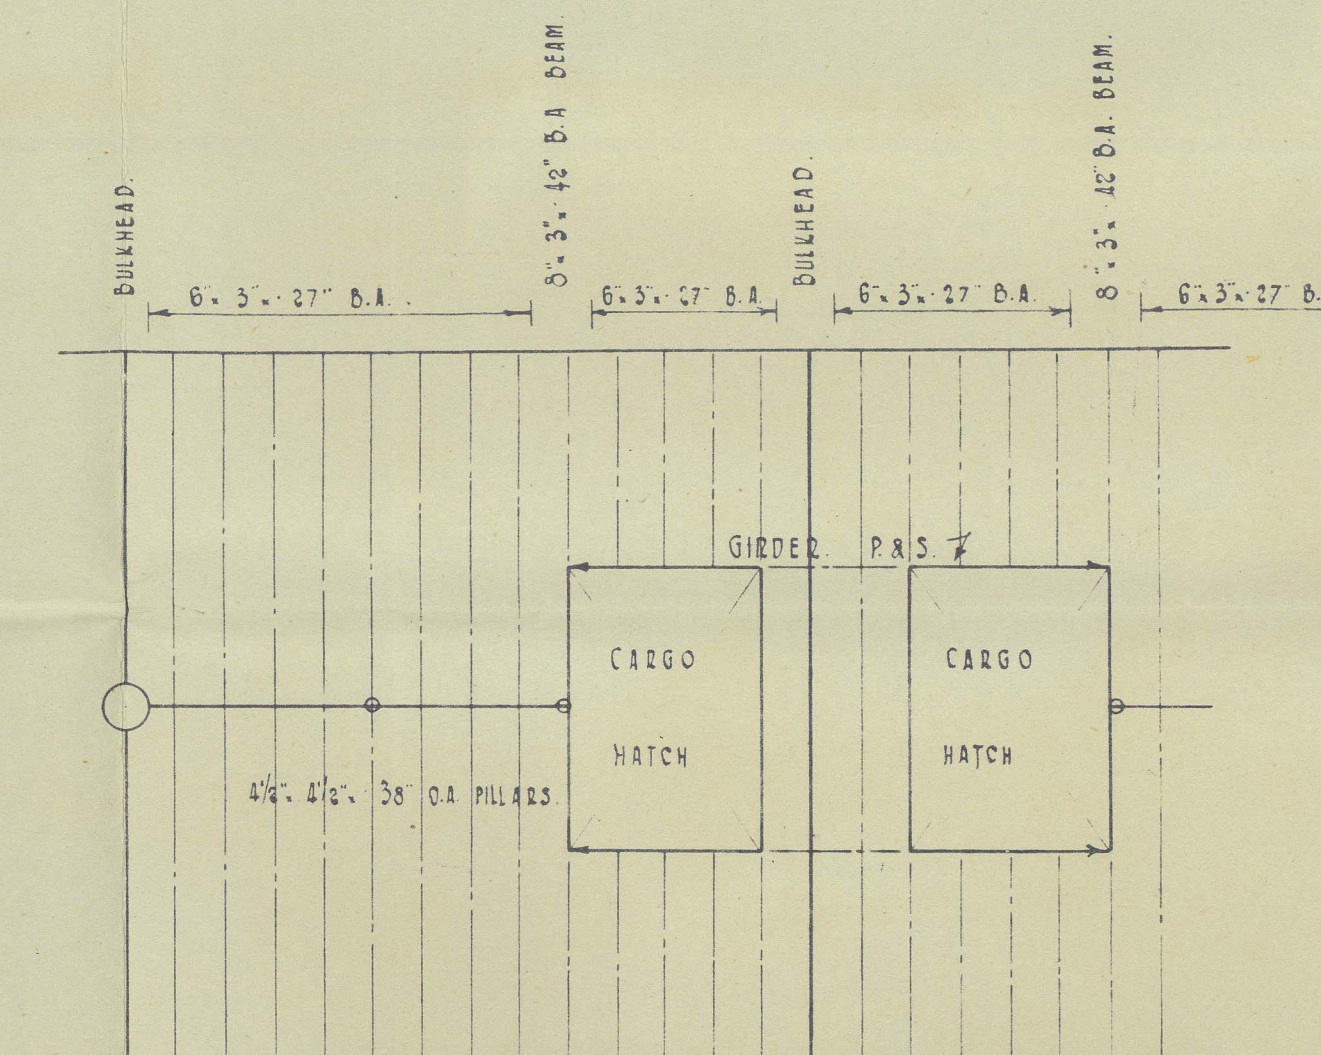 BULKHEAD.
8" x 3" x ·42" B.A BEAM.
BULKHEAD.
8" x 3" x ·42" B.A. BEAM.
6" x 3" x ·27" B.A.
6" x 3" x ·27" B.A.
6" x 3" x ·27" B.A.
6" x 3" x ·27" B.
GIRDER. P. & S.
CARGO
HATCH
CARGO
HATCH
4½" x 4½" x ·38" O.A. PILLARS.